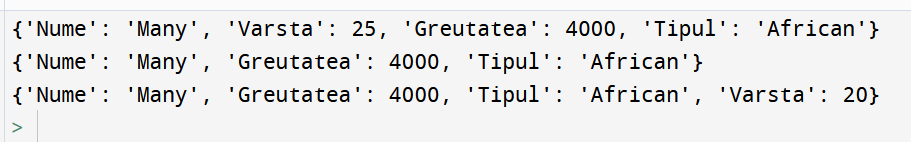 {'Nume': 'Many', 'Varsta': 25, 'Greutatea': 4000, 'Tipul': 'African'}
{'Nume': 'Many', 'Greutatea': 4000, 'Tipul': 'African'}
{'Nume': 'Many', 'Greutatea': 4000, 'Tipul': 'African', 'Varsta': 20}
>